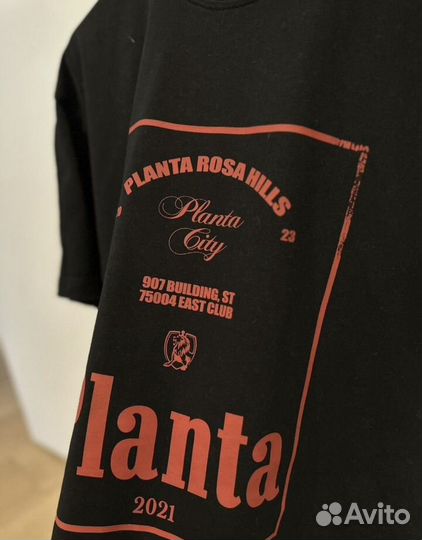 PLANTA ROSA HILLS
Planta
City
23
907 BUILDING, ST
75004 EAST CLUB
Planta
2021
Avito